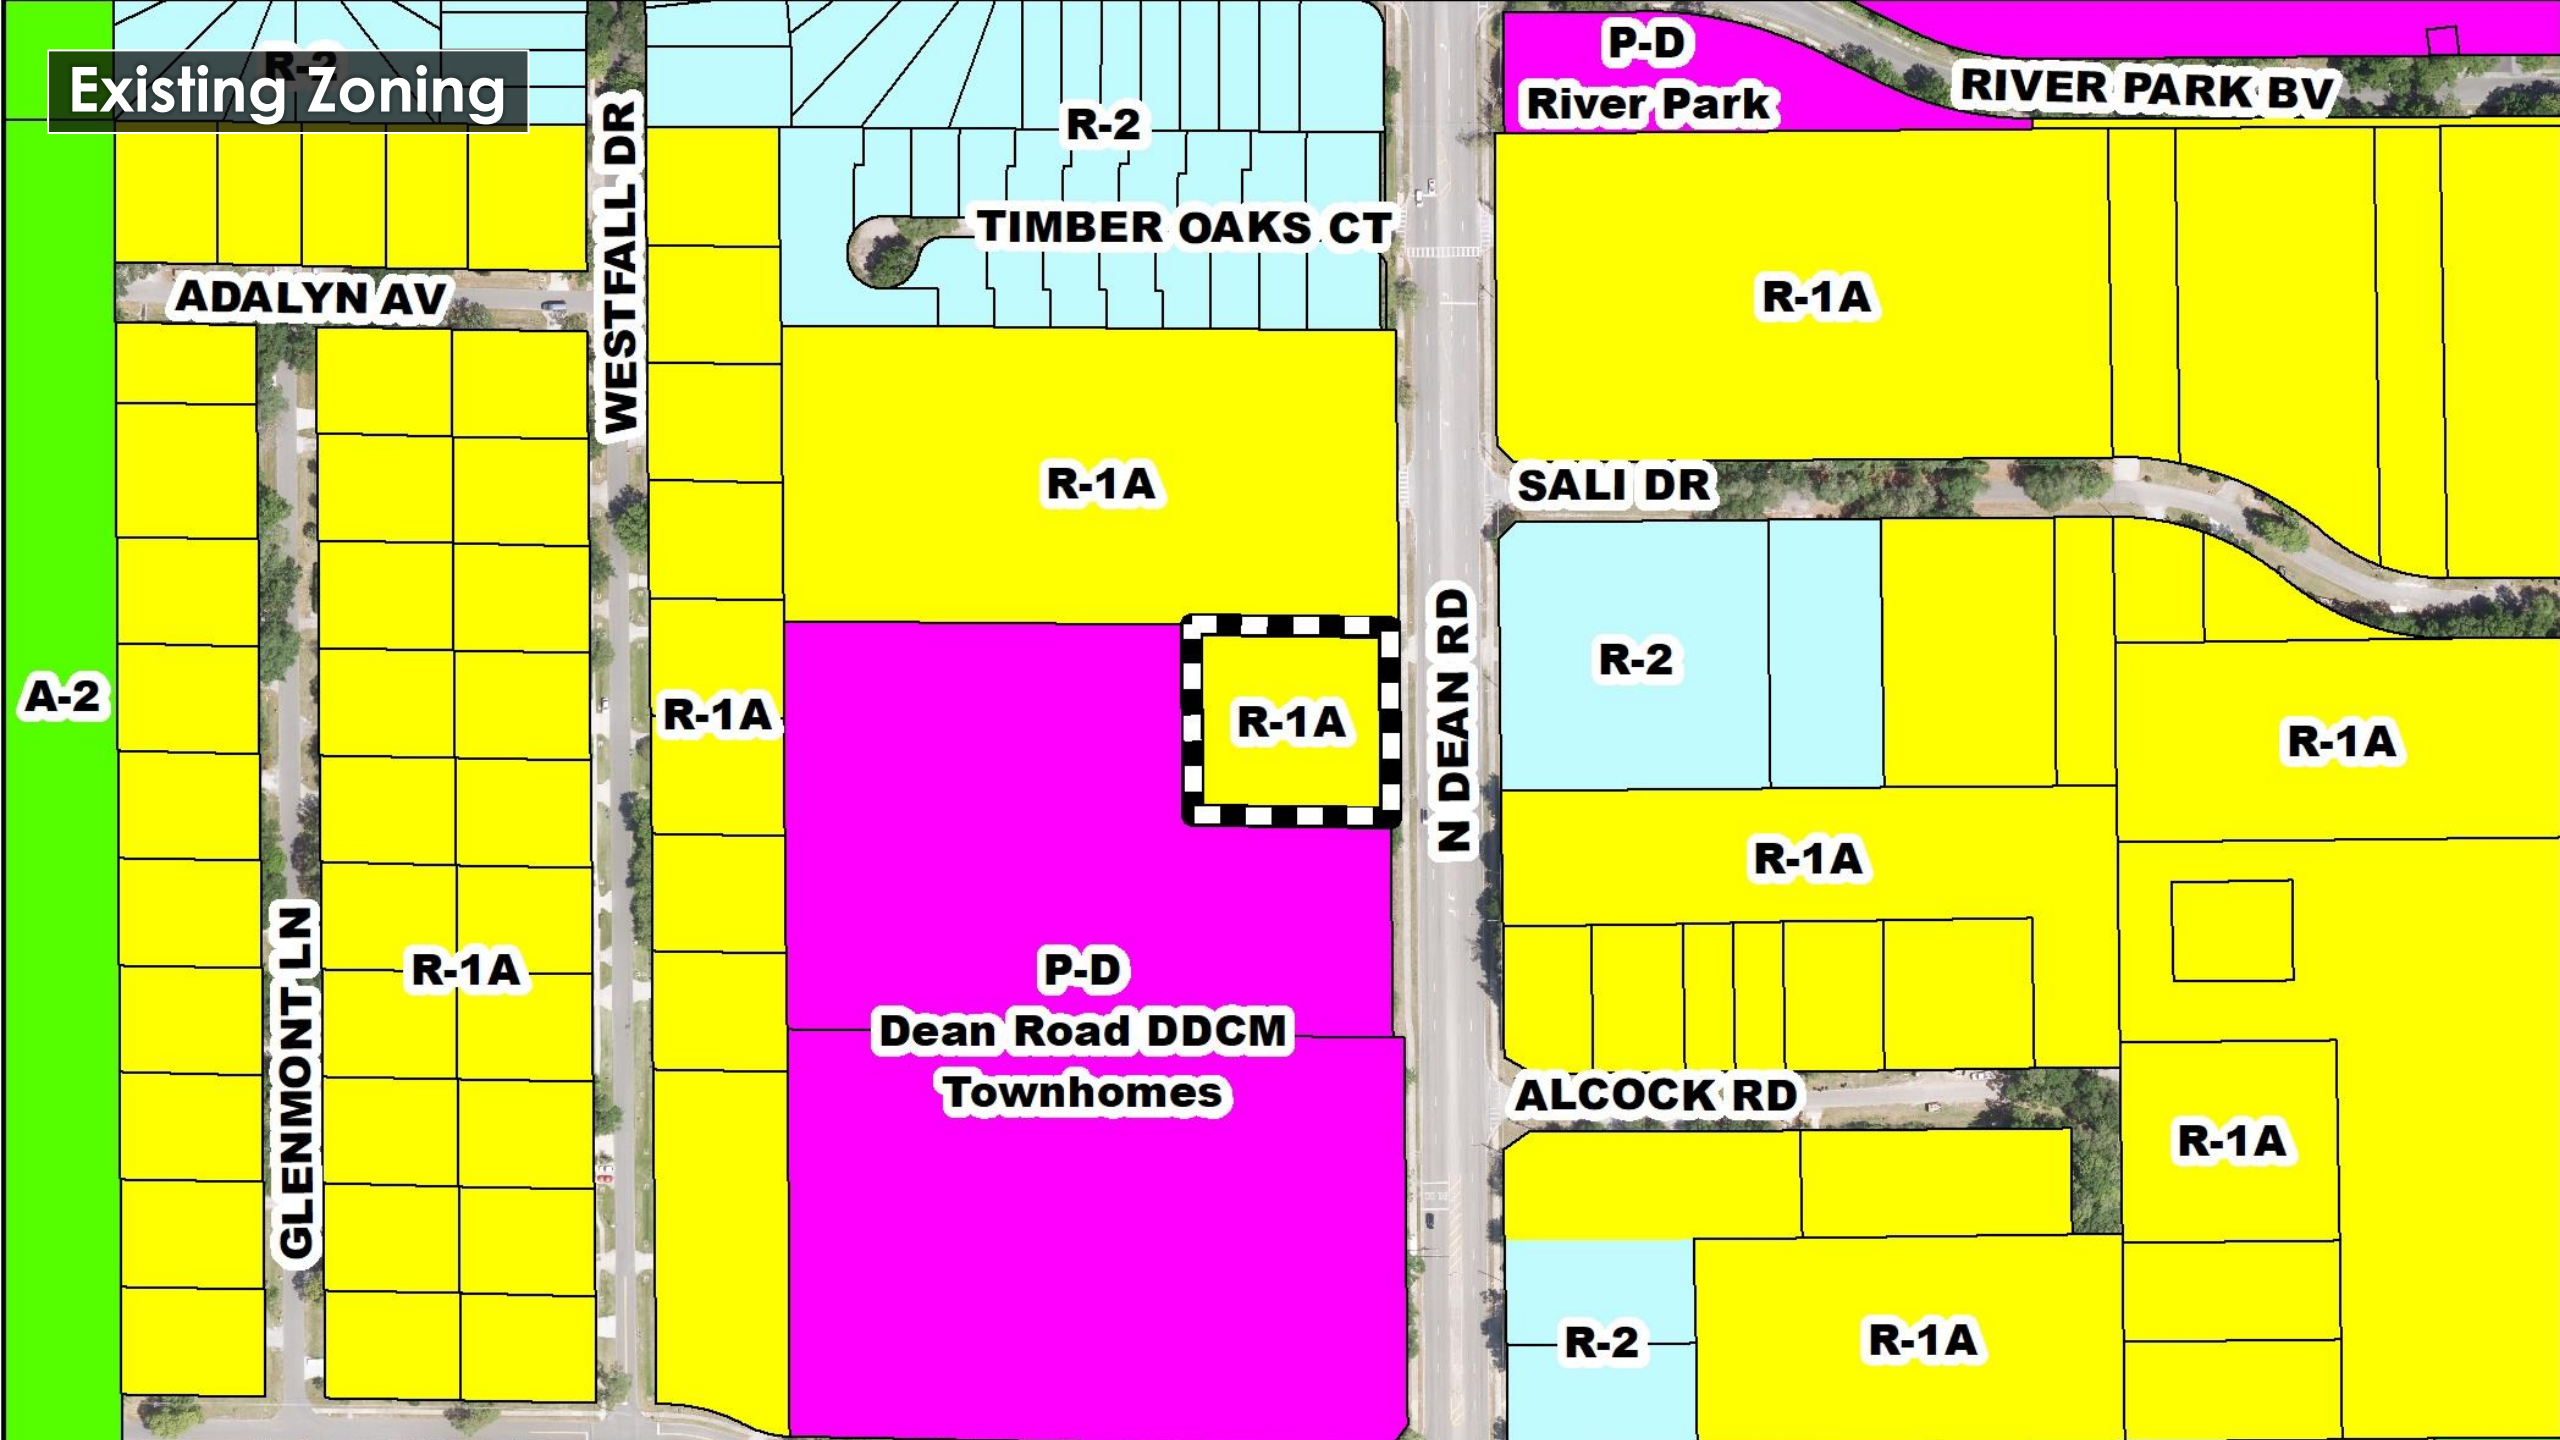 R-2
Existing Zoning
P-D
River Park
RIVER PARK BV
R-2
WESTFALL DR
TIMBER OAKS CT
ADALYN AV
R-1A
R-1A
SALI DR
R-2
A-2
R-1A
R-1A
N DEAN RD
R-1A
R-1A
GLENMONT LN
R-1A
P-D
Dean Road DDCM
Townhomes
ALCOCK RD
R-1A
R-2
R-1A